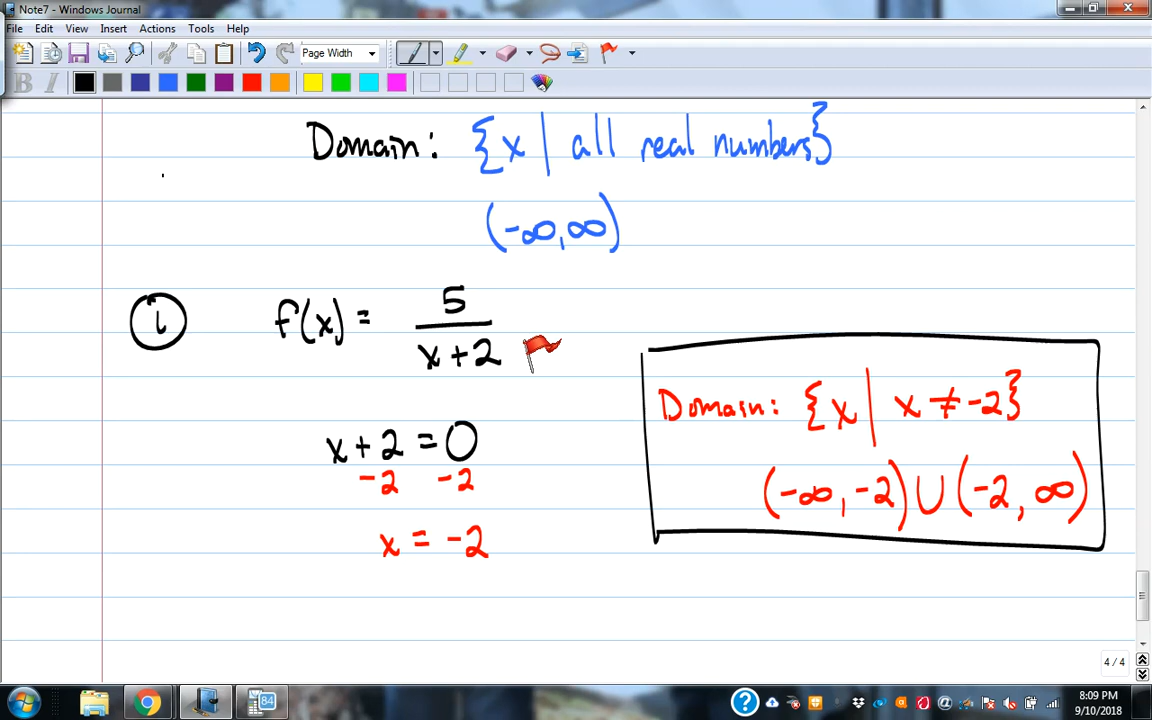 Note7 - Windows Journal
File Edit View Insert Actions Tools Help
Page Width
B I
Domain: {x | all real numbers}
(-∞,∞)
i f(x) = 5/(x+2)
x+2 = 0
-2 -2
x = -2
Domain: {x | x ≠ -2}
(-∞, -2) ∪ (-2, ∞)
4 / 4
84
8:09 PM
9/10/2018